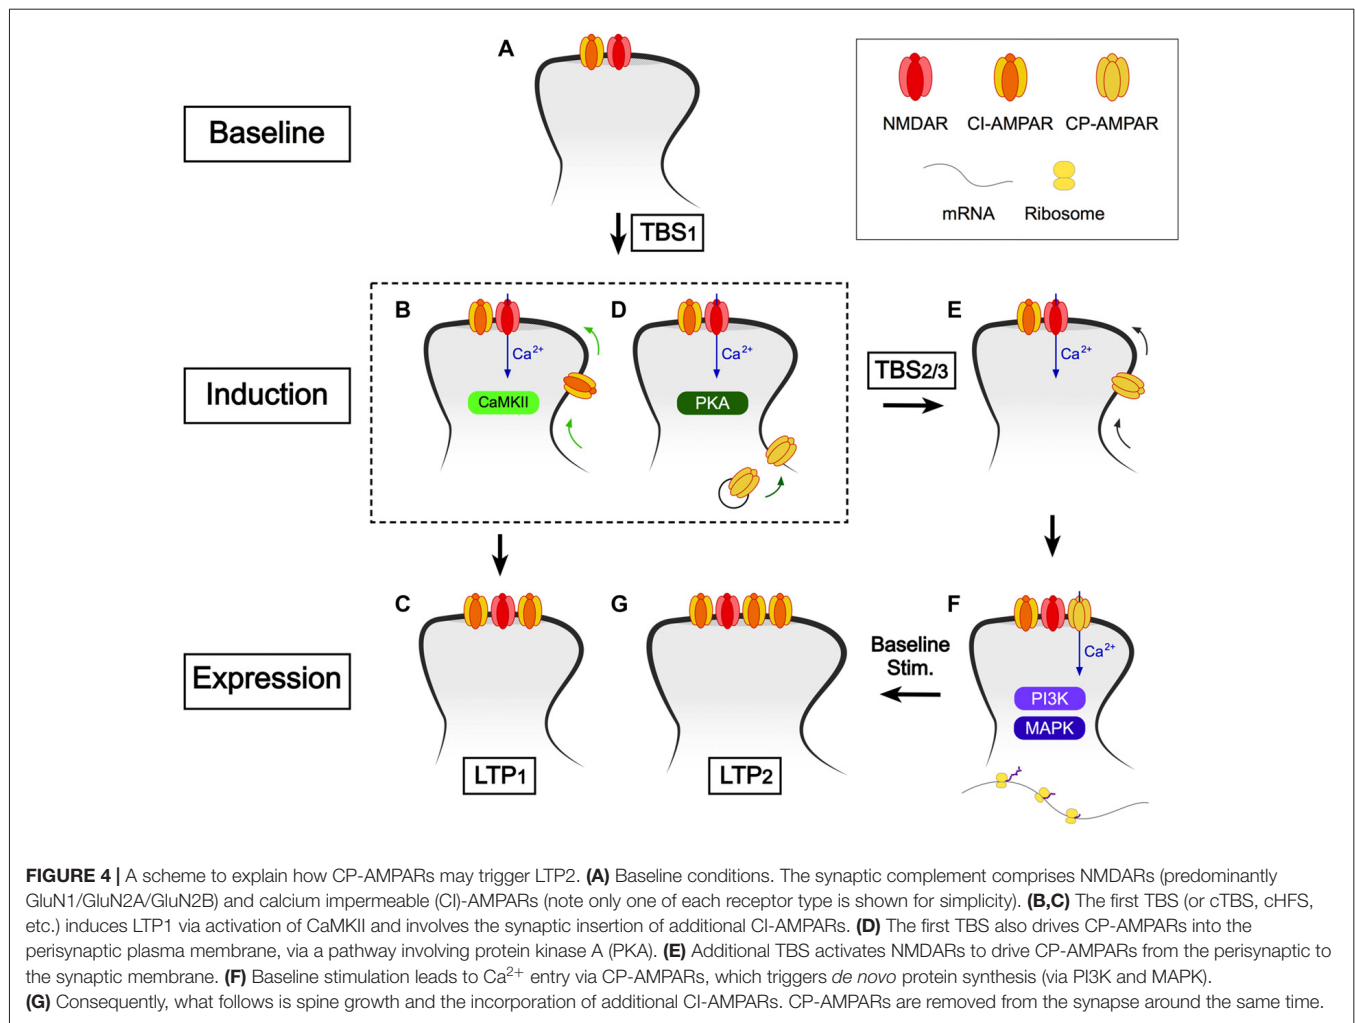 A
Baseline
NMDAR CI-AMPAR CP-AMPAR
mRNA Ribosome
TBS1
B
D
E
Ca2+
Ca2+
Ca2+
TBS2/3
Induction
CaMKII
PKA
C
G
F
Baseline
Stim.
Ca2+
Expression
PI3K
MAPK
LTP1
LTP2
FIGURE 4 | A scheme to explain how CP-AMPARs may trigger LTP2. (A) Baseline conditions. The synaptic complement comprises NMDARs (predominantly
GluN1/GluN2A/GluN2B) and calcium impermeable (CI)-AMPARs (note only one of each receptor type is shown for simplicity). (B,C) The first TBS (or cTBS, cHFS,
etc.) induces LTP1 via activation of CaMKII and involves the synaptic insertion of additional CI-AMPARs. (D) The first TBS also drives CP-AMPARs into the
perisynaptic plasma membrane, via a pathway involving protein kinase A (PKA). (E) Additional TBS activates NMDARs to drive CP-AMPARs from the perisynaptic to
the synaptic membrane. (F) Baseline stimulation leads to Ca2+ entry via CP-AMPARs, which triggers de novo protein synthesis (via PI3K and MAPK).
(G) Consequently, what follows is spine growth and the incorporation of additional CI-AMPARs. CP-AMPARs are removed from the synapse around the same time.